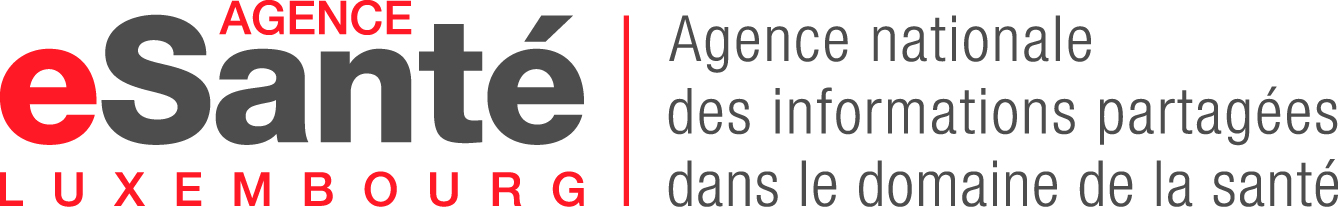 AGENCE
eSanté
LUXEMBOURG
Agence nationale
des informations partagées
dans le domaine de la santé